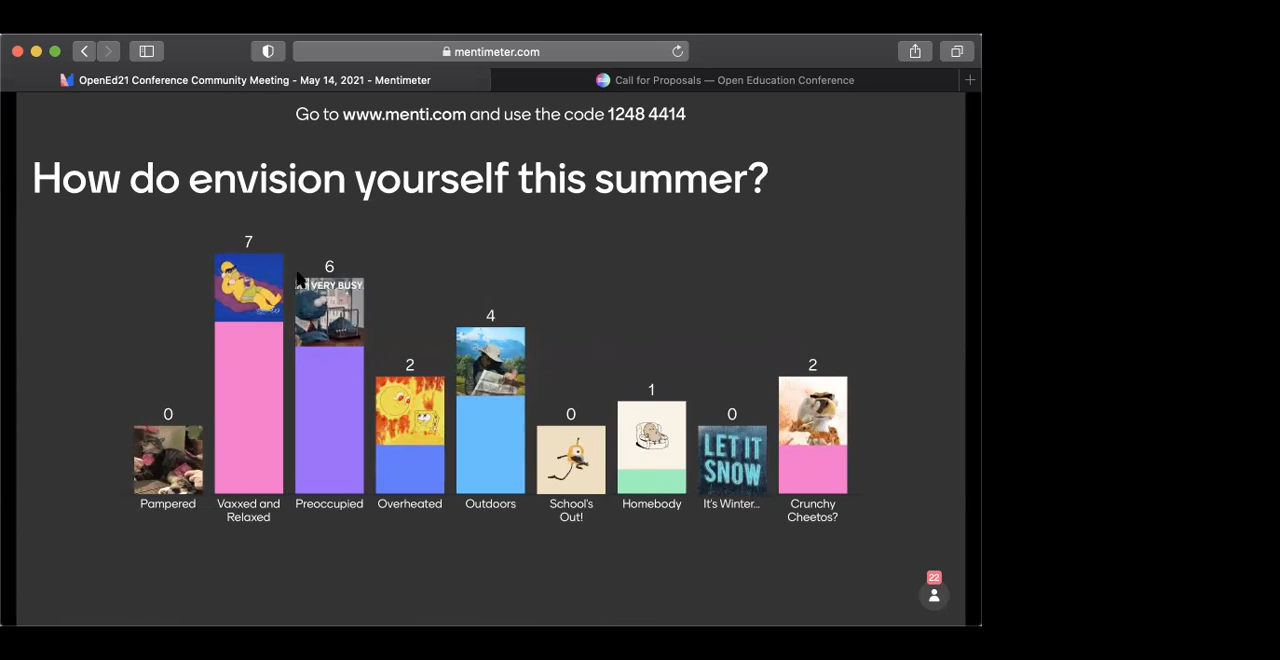 mentimeter.com
OpenEd21 Conference Community Meeting - May 14, 2021 - Mentimeter
Call for Proposals — Open Education Conference
Go to www.menti.com and use the code 1248 4414
How do envision yourself this summer?
0
7
6
2
4
0
1
0
2
VERY BUSY
LET IT
SNOW
Pampered
Vaxxed and
Relaxed
Preoccupied
Overheated
Outdoors
School's
Out!
Homebody
It's Winter...
Crunchy
Cheetos?
22